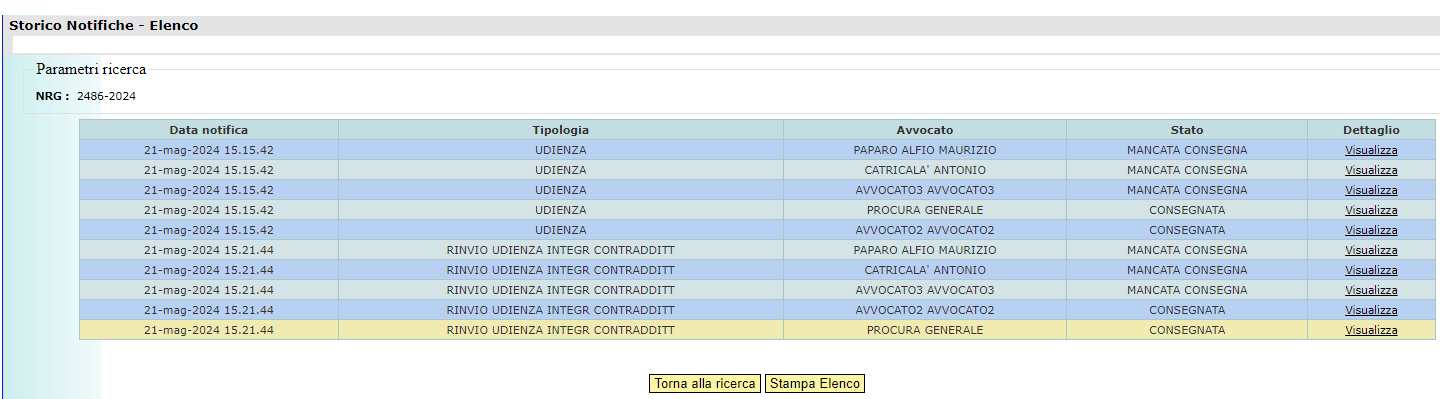 Storico Notifiche - Elenco
Parametri ricerca
NRG : 2486-2024
Data notifica Tipologia Avvocato Stato Dettaglio
21-mag-2024 15.15.42 UDIENZA PAPARO ALFIO MAURIZIO MANCATA CONSEGNA Visualizza
21-mag-2024 15.15.42 UDIENZA CATRICALA' ANTONIO MANCATA CONSEGNA Visualizza
21-mag-2024 15.15.42 UDIENZA AVVOCATO3 AVVOCATO3 MANCATA CONSEGNA Visualizza
21-mag-2024 15.15.42 UDIENZA PROCURA GENERALE CONSEGNATA Visualizza
21-mag-2024 15.15.42 UDIENZA AVVOCATO2 AVVOCATO2 CONSEGNATA Visualizza
21-mag-2024 15.21.44 RINVIO UDIENZA INTEGR CONTRADDITT PAPARO ALFIO MAURIZIO MANCATA CONSEGNA Visualizza
21-mag-2024 15.21.44 RINVIO UDIENZA INTEGR CONTRADDITT CATRICALA' ANTONIO MANCATA CONSEGNA Visualizza
21-mag-2024 15.21.44 RINVIO UDIENZA INTEGR CONTRADDITT AVVOCATO3 AVVOCATO3 MANCATA CONSEGNA Visualizza
21-mag-2024 15.21.44 RINVIO UDIENZA INTEGR CONTRADDITT AVVOCATO2 AVVOCATO2 CONSEGNATA Visualizza
21-mag-2024 15.21.44 RINVIO UDIENZA INTEGR CONTRADDITT PROCURA GENERALE CONSEGNATA Visualizza
Torna alla ricerca Stampa Elenco